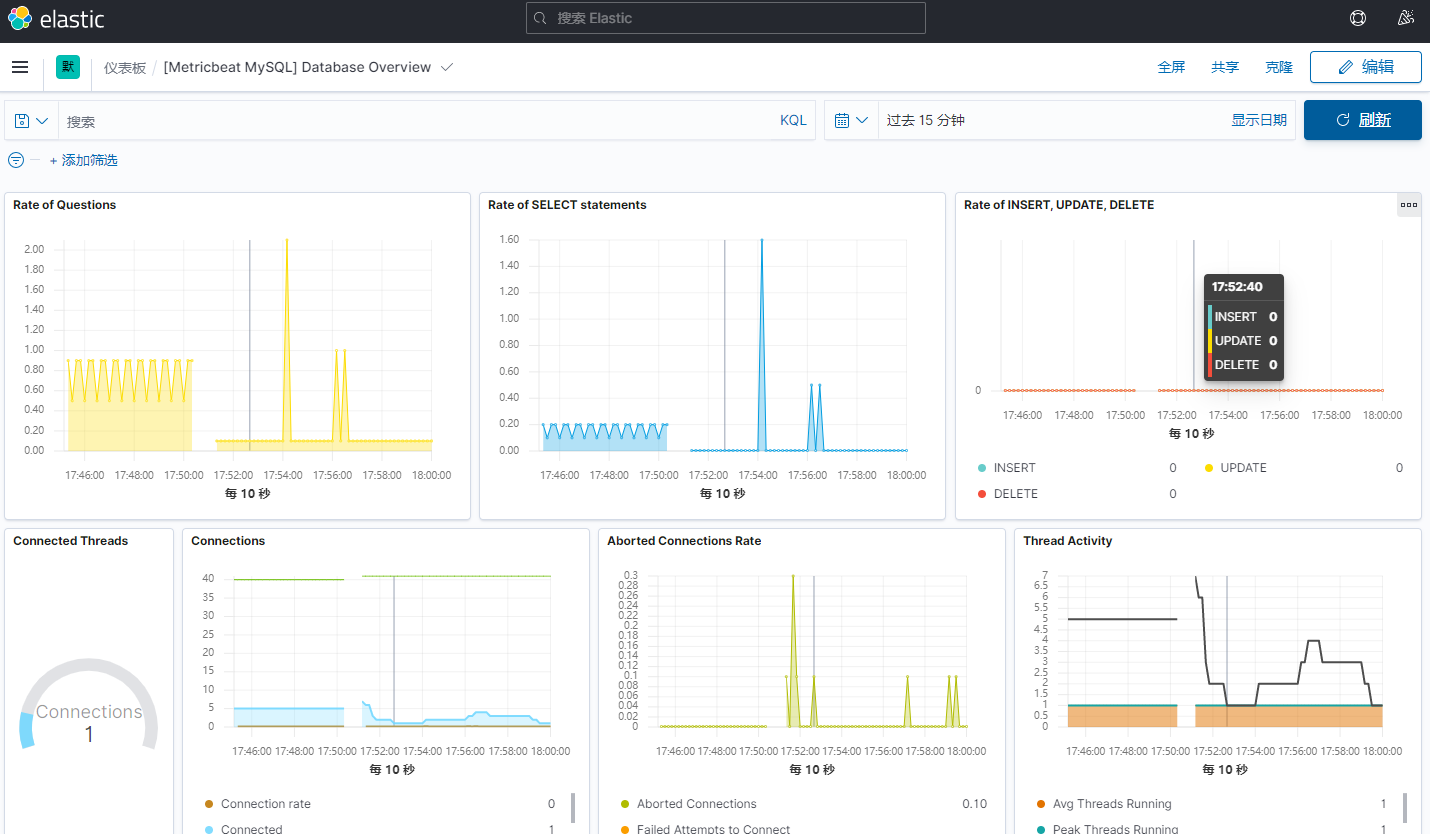 elastic
搜索 Elastic
默
仪表板 / [Metricbeat MySQL] Database Overview
全屏 共享 克隆 编辑
搜索 KQL
过去 15 分钟 显示日期
刷新
+ 添加筛选
Rate of Questions
2.00
1.80
1.60
1.40
1.20
1.00
0.80
0.60
0.40
0.20
0.00
17:46:00 17:48:00 17:50:00 17:52:00 17:54:00 17:56:00 17:58:00 18:00:00
每 10 秒
Rate of SELECT statements
1.60
1.40
1.20
1.00
0.80
0.60
0.40
0.20
0.00
17:46:00 17:48:00 17:50:00 17:52:00 17:54:00 17:56:00 17:58:00 18:00:00
每 10 秒
Rate of INSERT, UPDATE, DELETE
17:52:40
INSERT 0
UPDATE 0
DELETE 0
0
17:46:00 17:48:00 17:50:00 17:52:00 17:54:00 17:56:00 17:58:00 18:00:00
每 10 秒
INSERT 0 UPDATE 0
DELETE 0
Connected Threads
Connections
1
Connections
40
35
30
25
20
15
10
5
0
17:46:00 17:48:00 17:50:00 17:52:00 17:54:00 17:56:00 17:58:00 18:00:00
每 10 秒
Connection rate 0
Connected 1
Aborted Connections Rate
0.3
0.28
0.26
0.24
0.22
0.2
0.18
0.16
0.14
0.12
0.1
0.08
0.06
0.04
0.02
0
17:46:00 17:48:00 17:50:00 17:52:00 17:54:00 17:56:00 17:58:00 18:00:00
每 10 秒
Aborted Connections 0.10
Failed Attempts to Connect
Thread Activity
7
6.5
6
5.5
5
4.5
4
3.5
3
2.5
2
1.5
1
0.5
0
17:46:00 17:48:00 17:50:00 17:52:00 17:54:00 17:56:00 17:58:00 18:00:00
每 10 秒
Avg Threads Running 1
Peak Threads Running 1